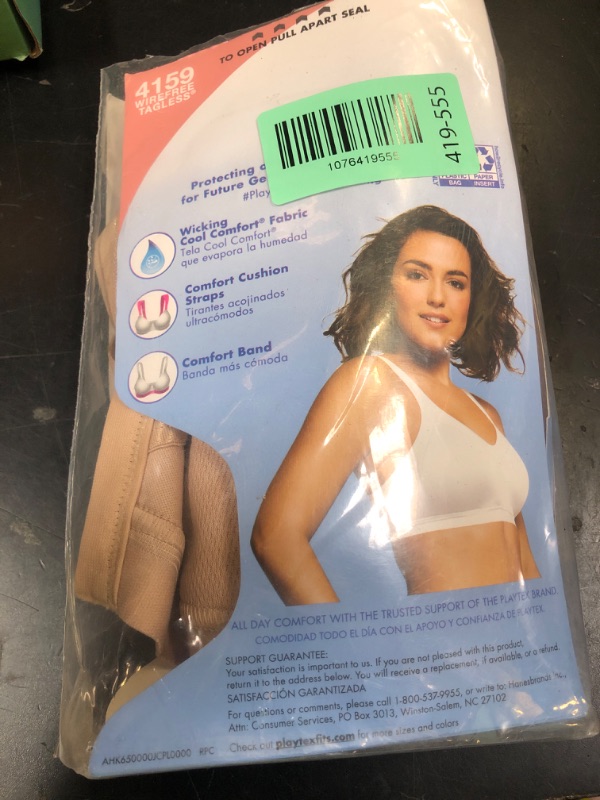 TO OPEN PULL APART SEAL
4159
WIREFREE
TAGLESS®
1076419555
419-555
Protecting
for Future Ge
#Play
PLASTIC PAPER
BAG INSERT
Wicking
Cool Comfort® Fabric
Tela Cool Comfort®
que evapora la humedad
Comfort Cushion
Straps
Tirantes acojinados
ultracómodos
Comfort Band
Banda más cómoda
ALL DAY COMFORT WITH THE TRUSTED SUPPORT OF THE PLAYTEX BRAND
COMODIDAD TODO EL DÍA CON EL APOYO Y CONFIANZA DE PLAYTEX
SUPPORT GUARANTEE:
Your satisfaction is important to us. If you are not pleased with this product,
return it to the address below. You will receive a replacement, if available, or a refund.
SATISFACCIÓN GARANTIZADA
For questions or comments, please call 1-800-537-9955, or write to: Hanesbrands Inc.,
Attn: Consumer Services, PO Box 3013, Winston-Salem, NC 27102
Check out playtexfits.com for more sizes and colors
AHK650000JCPL0000 #PC